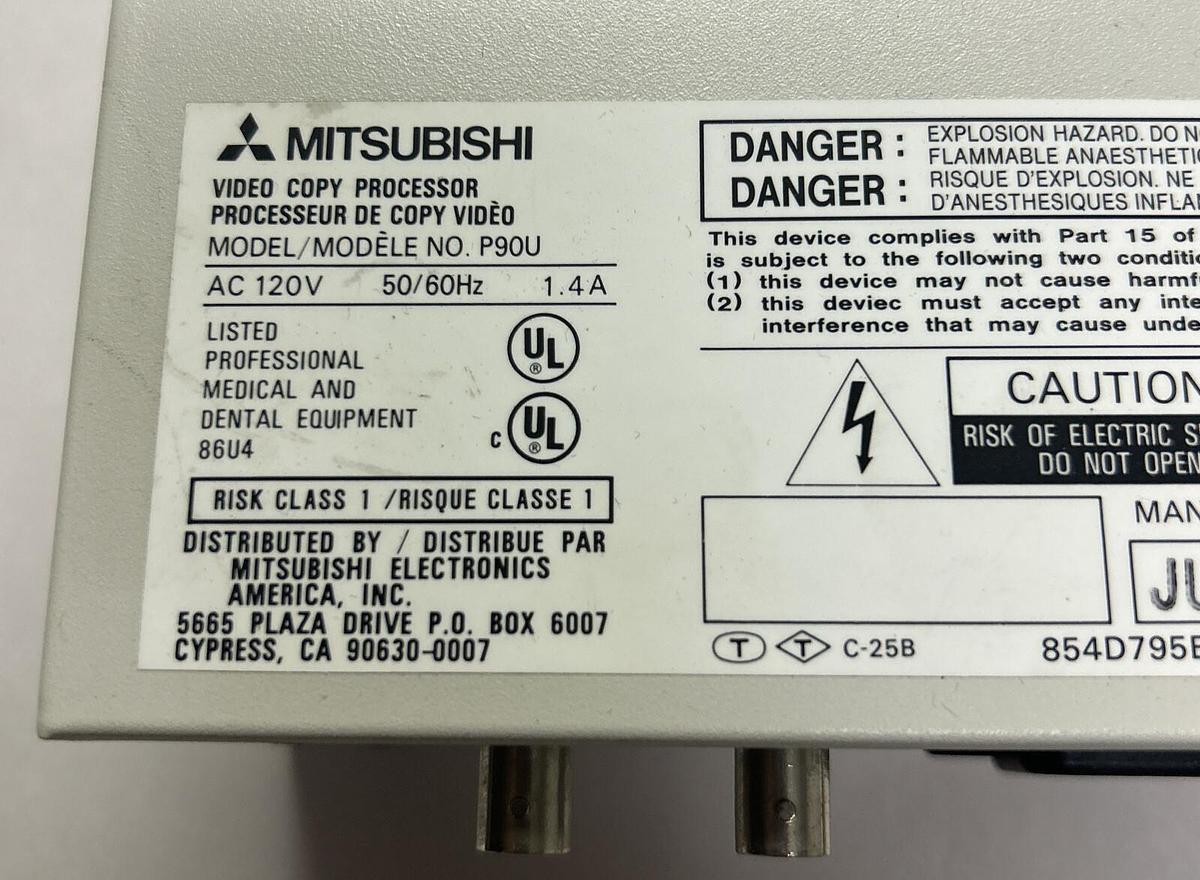 MITSUBISHI
VIDEO COPY PROCESSOR
PROCESSEUR DE COPY VIDÈO
MODEL/MODÈLE NO. P90U
AC 120V 50/60Hz 1.4A
LISTED
PROFESSIONAL
MEDICAL AND
DENTAL EQUIPMENT
86U4
UL ®
C UL ®
RISK CLASS 1 /RISQUE CLASSE 1
DISTRIBUTED BY / DISTRIBUE PAR
MITSUBISHI ELECTRONICS
AMERICA, INC.
5665 PLAZA DRIVE P.O. BOX 6007
CYPRESS, CA 90630-0007
DANGER : EXPLOSION HAZARD. DO
FLAMMABLE
DANGER : RISQUE D'EXPLOSION. NE
D'ANESTHESIQUES
This device complies with Part 15 of
is subject to the following two
(1) this device may not cause
(2) this deviec must accept any
interference that may cause
CAUTION
RISK OF ELECTRIC
DO NOT OPEN
T T C-25B